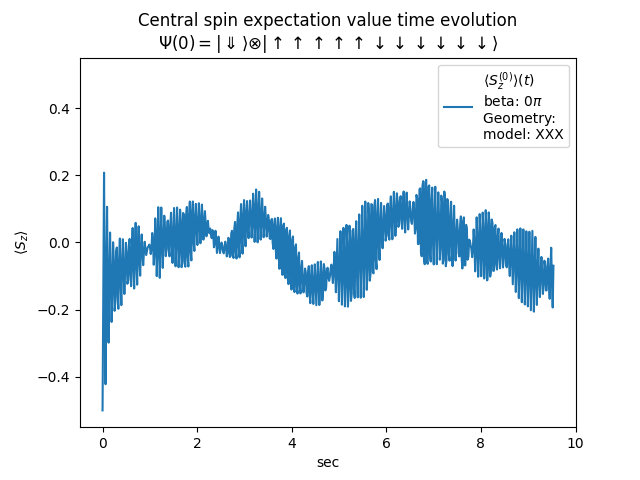 Central spin expectation value time evolution
Ψ(0) = | ⇓ ⟩⊗| ↑ ↑ ↑ ↑ ↑ ↓ ↓ ↓ ↓ ↓ ↓ ⟩
⟨S_z^{(0)}⟩(t)
beta: 0π
Geometry:
model: XXX
0.4
0.2
0.0
−0.2
−0.4
⟨S_z⟩
0 2 4 6 8 10
sec